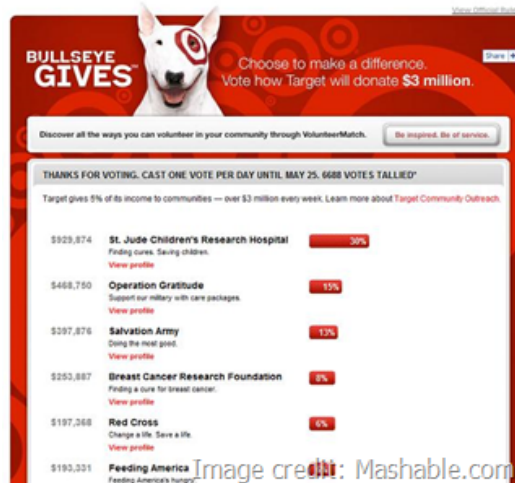 View Official Rules
BULLSEYE
GIVES
Choose to make a difference.
Vote how Target will donate $3 million.
Share
Discover all the ways you can volunteer in your community through VolunteerMatch.
Be inspired. Be of service.
THANKS FOR VOTING. CAST ONE VOTE PER DAY UNTIL MAY 25. 6688 VOTES TALLIED*
Target gives 5% of its income to communities — over $3 million every week. Learn more about Target Community Outreach.
$929,874 St. Jude Children's Research Hospital 30%
Finding cures. Saving children.
View profile
$468,750 Operation Gratitude 15%
Support our military with care packages.
View profile
$397,876 Salvation Army 13%
Doing the most good.
View profile
$253,887 Breast Cancer Research Foundation 8%
Finding a cure for breast cancer.
View profile
$197,368 Red Cross 6%
Change a life. Save a life.
View profile
$193,331 Feeding America
Feeding America's hungry
Image credit: Mashable.com